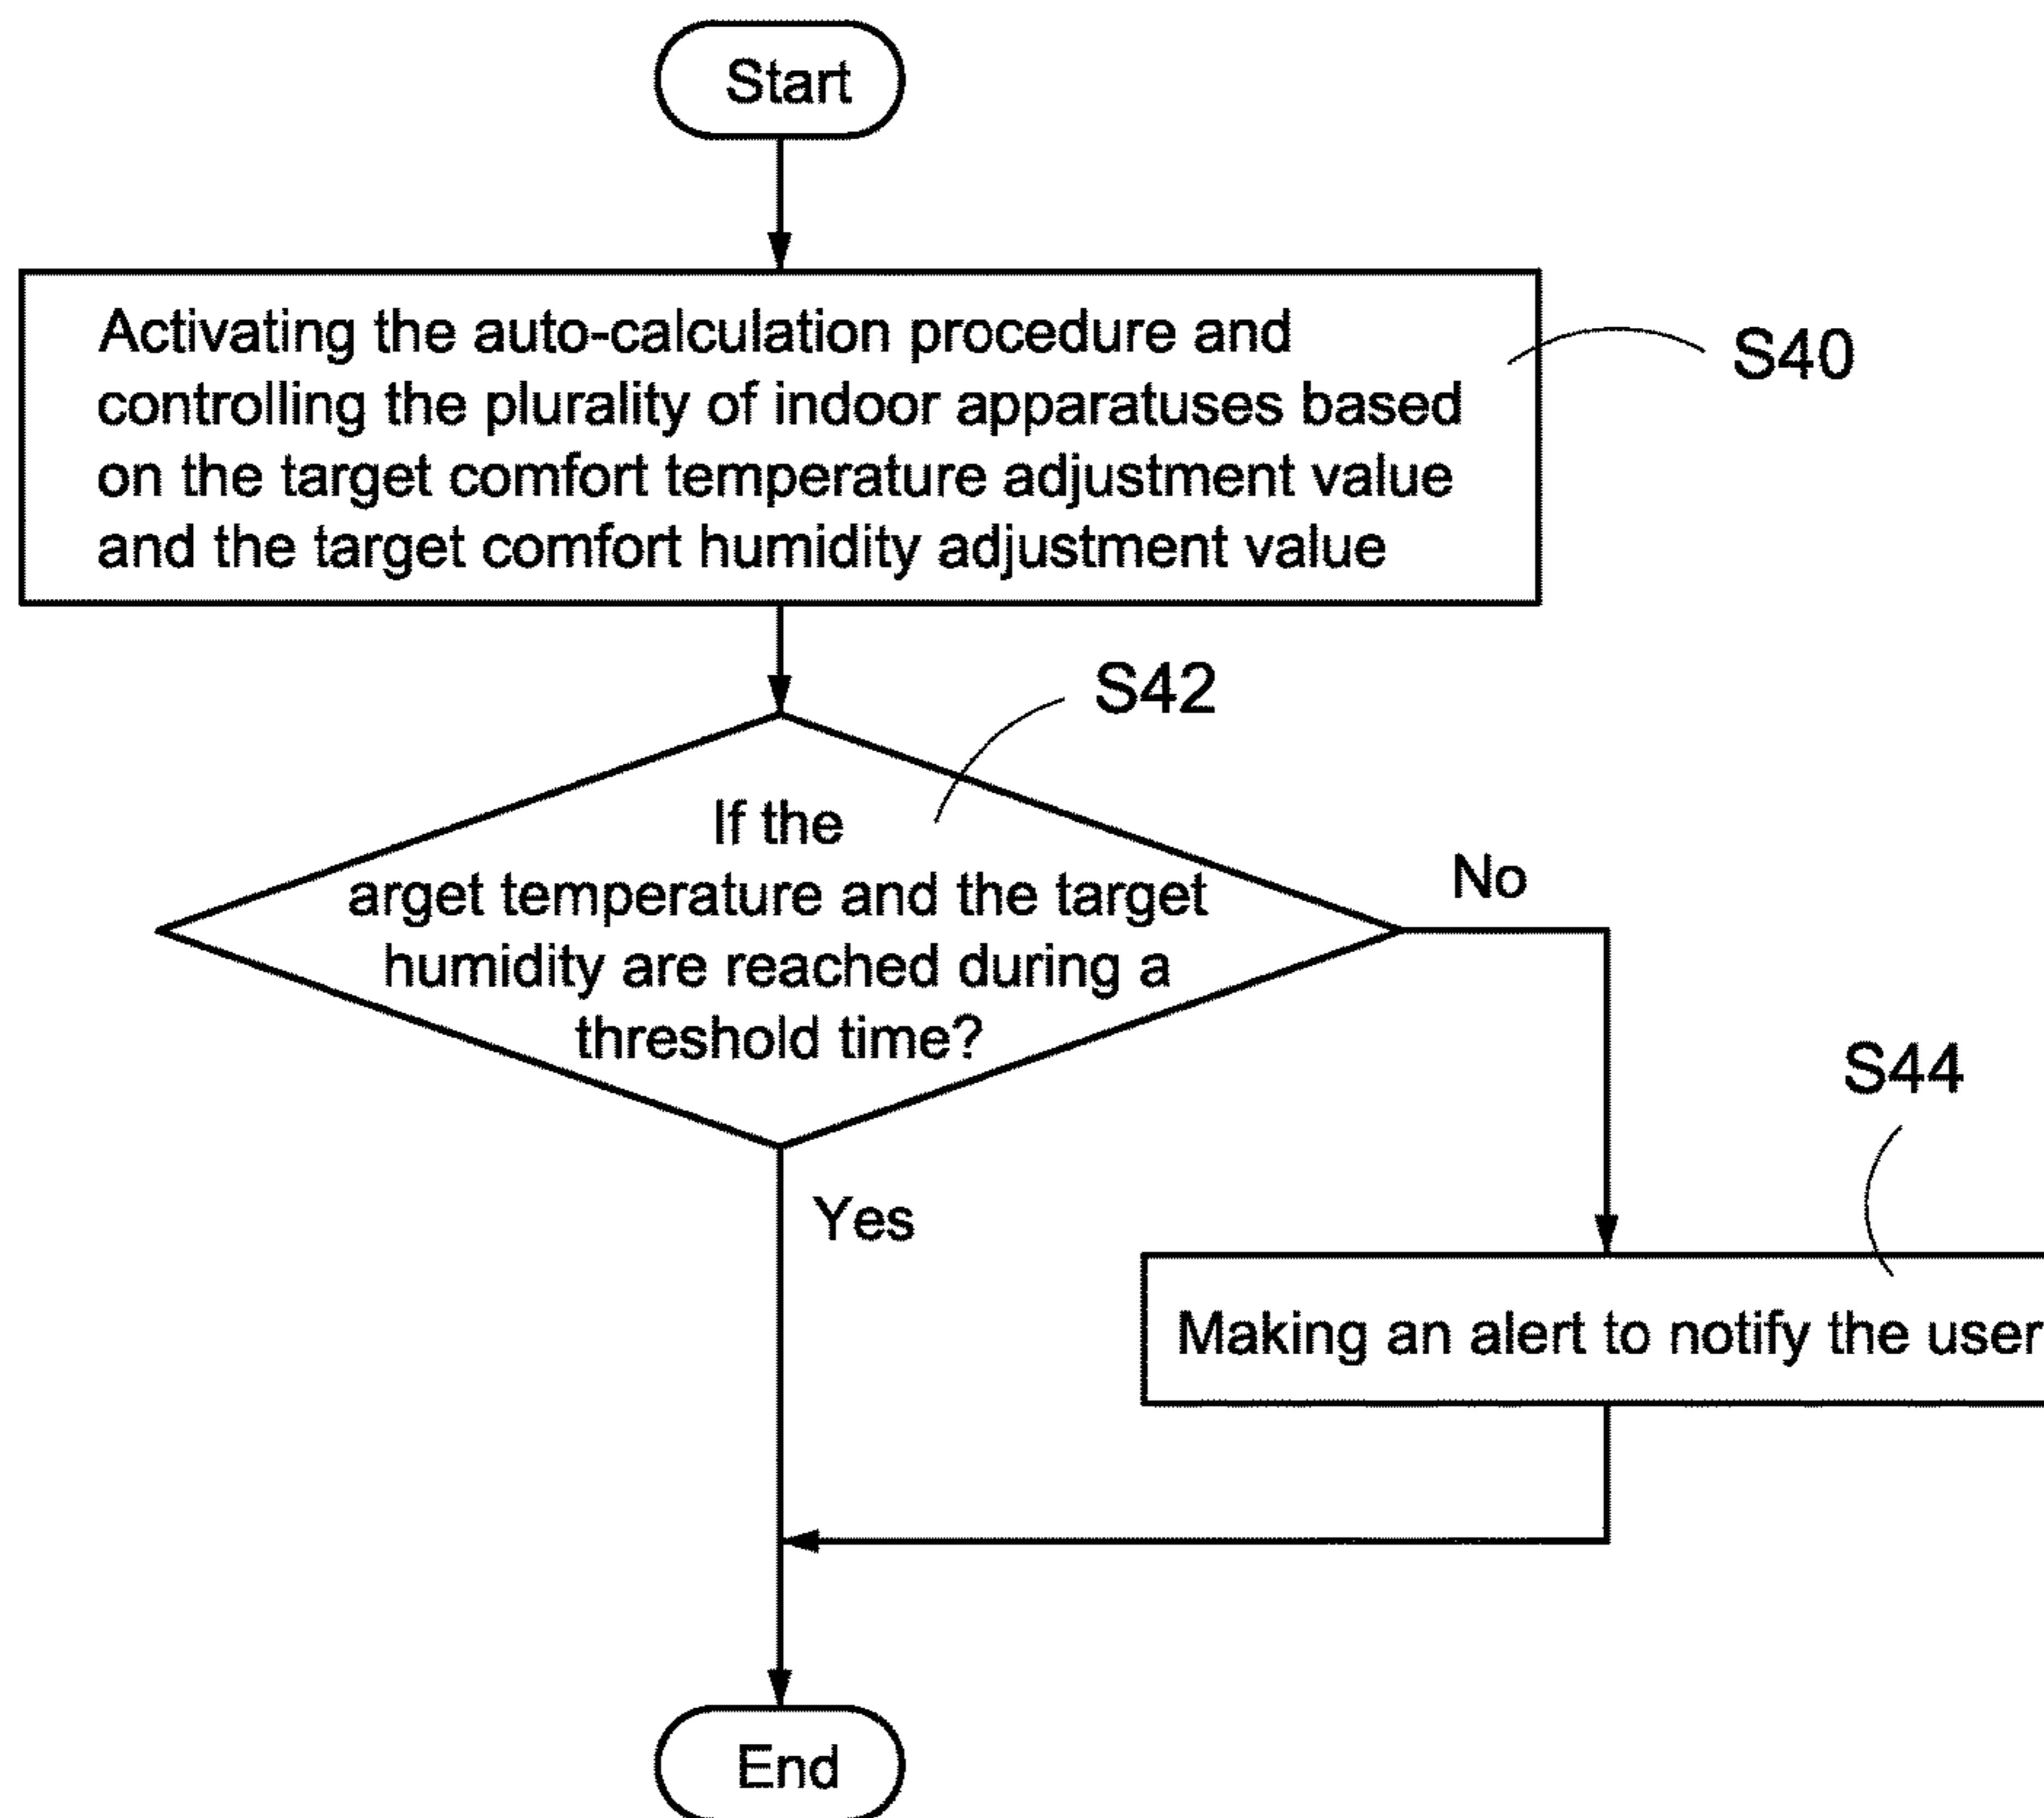 Start
Activating the auto-calculation procedure and
controlling the plurality of indoor apparatuses based
on the target comfort temperature adjustment value
and the target comfort humidity adjustment value
S40
S42
If the
arget temperature and the target
humidity are reached during a
threshold time?
No
Yes
S44
Making an alert to notify the user
End